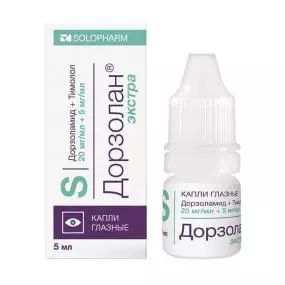 SOLOPHARM
S
Дорзоламид + Тимолол
20 мг/мл + 5 мг/мл
Дорзолан®
экстра
КАПЛИ
ГЛАЗНЫЕ
5 мл
S
КАПЛИ ГЛАЗНЫЕ
Дорзоламид + Тимолол
20 мг/мл + 5 мг/мл
Дорзолан
экстра